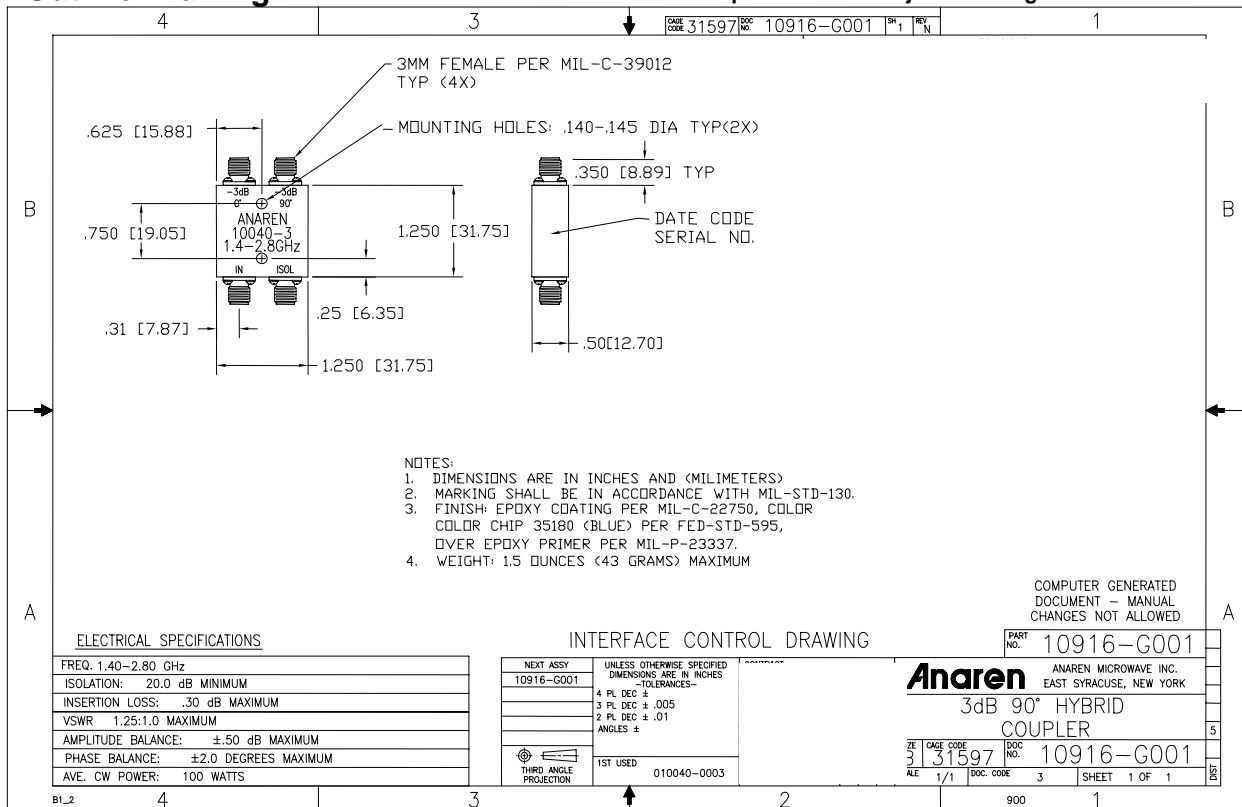 4
3
1
CAGE CODE 31597 DOC NO. 10916-G001 SH 1 REV N
3MM FEMALE PER MIL-C-39012
TYP (4X)
.625 [15.88]
MOUNTING HOLES: .140-.145 DIA TYP(2X)
.350 [8.89] TYP
B
B
-3dB -3dB
0° 90°
ANAREN
10040-3
1.4-2.8GHz
IN ISOL
.750 [19.05]
1.250 [31.75]
DATE CODE
SERIAL NO.
.25 [6.35]
.31 [7.87]
.50[12.70]
1.250 [31.75]
NOTES:
1. DIMENSIONS ARE IN INCHES AND (MILIMETERS)
2. MARKING SHALL BE IN ACCORDANCE WITH MIL-STD-130.
3. FINISH: EPOXY COATING PER MIL-C-22750, COLOR
COLOR CHIP 35180 (BLUE) PER FED-STD-595,
OVER EPOXY PRIMER PER MIL-P-23337.
4. WEIGHT: 1.5 OUNCES (43 GRAMS) MAXIMUM
COMPUTER GENERATED
DOCUMENT - MANUAL
CHANGES NOT ALLOWED
A
A
ELECTRICAL SPECIFICATIONS
FREQ. 1.40-2.80 GHz
ISOLATION: 20.0 dB MINIMUM
INSERTION LOSS: .30 dB MAXIMUM
VSWR 1.25:1.0 MAXIMUM
AMPLITUDE BALANCE: ±.50 dB MAXIMUM
PHASE BALANCE: ±2.0 DEGREES MAXIMUM
AVE. CW POWER: 100 WATTS
INTERFACE CONTROL DRAWING
NEXT ASSY
10916-G001
UNLESS OTHERWISE SPECIFIED
DIMENSIONS ARE IN INCHES
-TOLERANCES-
4 PL DEC ±
3 PL DEC ± .005
2 PL DEC ± .01
ANGLES ±
THIRD ANGLE
PROJECTION
1ST USED
010040-0003
PART NO. 10916-G001
Anaren
ANAREN MICROWAVE INC.
EAST SYRACUSE, NEW YORK
3dB 90° HYBRID
COUPLER
CAGE CODE 31597 DOC NO. 10916-G001
1/1 DOC. CODE 3 SHEET 1 OF 1
5
DIST
B1_2
4
3
2
900
1